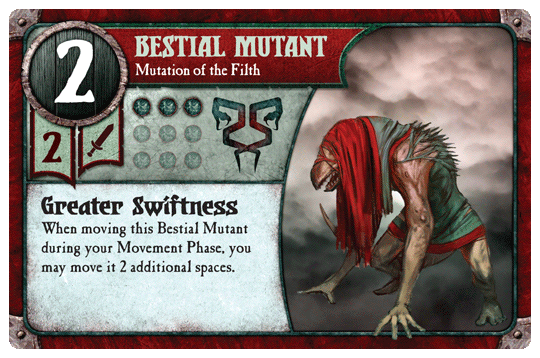 2
BESTIAL MUTANT
Mutation of the Filth
2
Greater Swiftness
When moving this Bestial Mutant
during your Movement Phase, you
may move it 2 additional spaces.